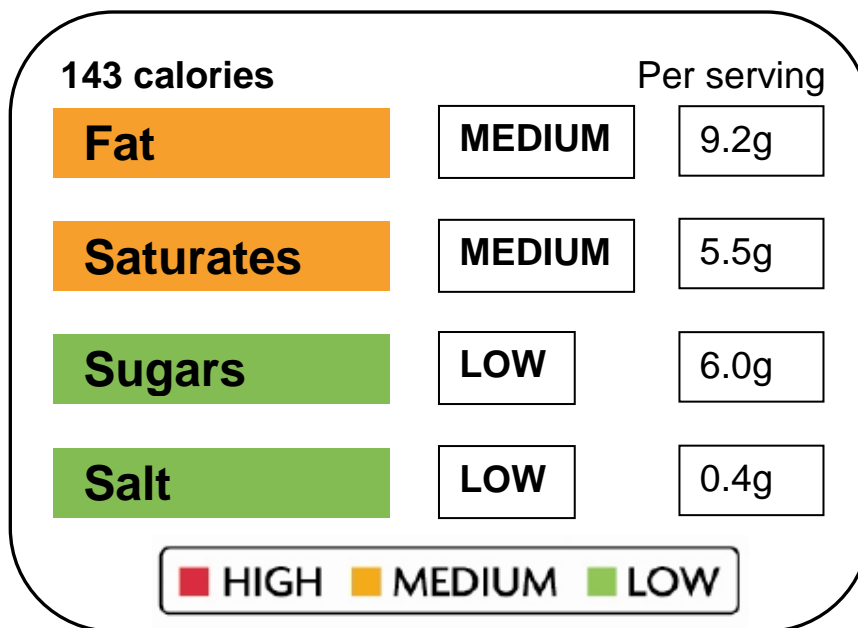 143 calories Per serving
Fat MEDIUM 9.2g
Saturates MEDIUM 5.5g
Sugars LOW 6.0g
Salt LOW 0.4g
HIGH MEDIUM LOW